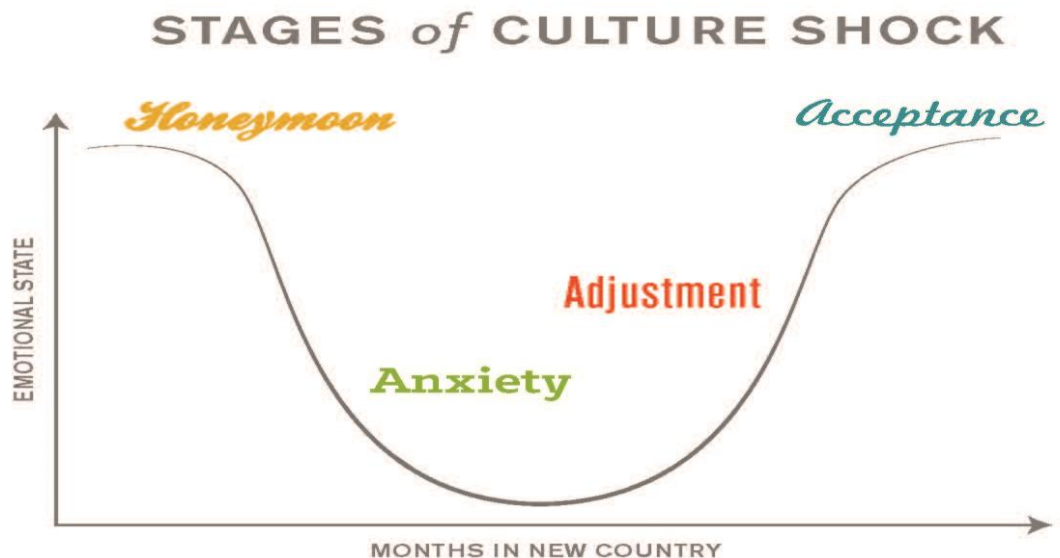 STAGES of CULTURE SHOCK
Honeymoon
Acceptance
EMOTIONAL STATE
Adjustment
Anxiety
MONTHS IN NEW COUNTRY